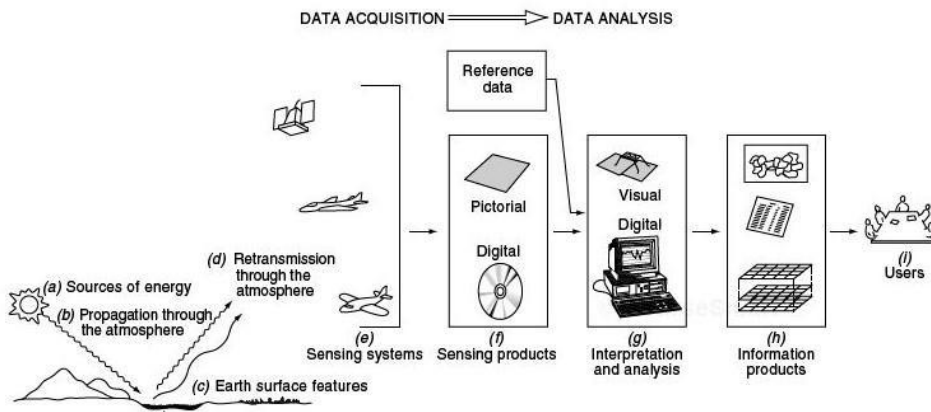 DATA ACQUISITION DATA ANALYSIS
Reference
data
Pictorial
Digital
Visual
Digital
(a) Sources of energy
(b) Propagation through
the atmosphere
(c) Earth surface features
(d) Retransmission
through the
atmosphere
(e)
Sensing systems
(f)
Sensing products
(g)
Interpretation
and analysis
(h)
Information
products
(i)
Users